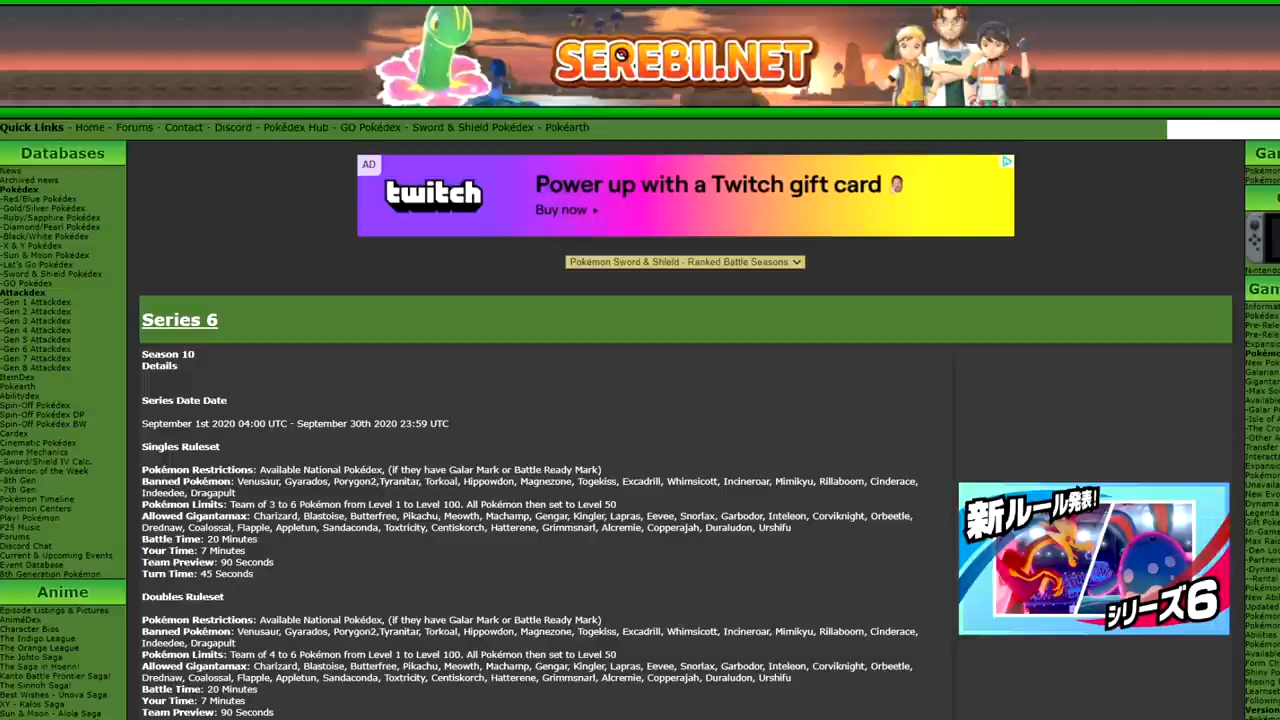 SEREBII.NET
Quick Links - Home - Forums - Contact - Discord - Pokédex Hub - GO Pokédex - Sword & Shield Pokédex - Pokéarth
Databases
News
Archived news
Pokédex
-Red/Blue Pokédex
-Gold/Silver Pokédex
-Ruby/Sapphire Pokédex
-Diamond/Pearl Pokédex
-Black/White Pokédex
-X & Y Pokédex
-Sun & Moon Pokédex
-Let's Go Pokédex
-Sword & Shield Pokédex
-GO Pokédex
Attackdex
-Gen 1 Attackdex
-Gen 2 Attackdex
-Gen 3 Attackdex
-Gen 4 Attackdex
-Gen 5 Attackdex
-Gen 6 Attackdex
-Gen 7 Attackdex
-Gen 8 Attackdex
ItemDex
Pokéarth
Abilitydex
Spin-Off Pokédex
Spin-Off Pokédex DP
Spin-Off Pokédex BW
Cardex
Cinematic Pokédex
Game Mechanics
-Sword/Shield IV Calc.
Pokémon of the Week
-8th Gen
-7th Gen
Pokémon Timeline
Pokémon Centers
Play! Pokémon
P25 Music
Forums
Discord Chat
Current & Upcoming Events
Event Database
8th Generation Pokémon
Anime
Episode Listings & Pictures
AniméDex
Character Bios
The Indigo League
The Orange League
The Johto Saga
The Saga in Hoenn!
Kanto Battle Frontier Saga!
The Sinnoh Saga!
Best Wishes - Unova Saga
XY - Kalos Saga
Sun & Moon - Alola Saga
AD
twitch
Power up with a Twitch gift card
Buy now
Pokémon Sword & Shield - Ranked Battle Seasons
Series 6
Season 10
Details
Series Date Date
September 1st 2020 04:00 UTC - September 30th 2020 23:59 UTC
Singles Ruleset
Pokémon Restrictions: Available National Pokédex, (if they have Galar Mark or Battle Ready Mark)
Banned Pokémon: Venusaur, Gyarados, Porygon2,Tyranitar, Torkoal, Hippowdon, Magnezone, Togekiss, Excadrill, Whimsicott, Incineroar, Mimikyu, Rillaboom, Cinderace,
Indeedee, Dragapult
Pokémon Limits: Team of 3 to 6 Pokémon from Level 1 to Level 100. All Pokémon then set to Level 50
Allowed Gigantamax: Charizard, Blastoise, Butterfree, Pikachu, Meowth, Machamp, Gengar, Kingler, Lapras, Eevee, Snorlax, Garbodor, Inteleon, Corviknight, Orbeetle,
Drednaw, Coalossal, Flapple, Appletun, Sandaconda, Toxtricity, Centiskorch, Hatterene, Grimmsnarl, Alcremie, Copperajah, Duraludon, Urshifu
Battle Time: 20 Minutes
Your Time: 7 Minutes
Team Preview: 90 Seconds
Turn Time: 45 Seconds
Doubles Ruleset
Pokémon Restrictions: Available National Pokédex, (if they have Galar Mark or Battle Ready Mark)
Banned Pokémon: Venusaur, Gyarados, Porygon2,Tyranitar, Torkoal, Hippowdon, Magnezone, Togekiss, Excadrill, Whimsicott, Incineroar, Mimikyu, Rillaboom, Cinderace,
Indeedee, Dragapult
Pokémon Limits: Team of 4 to 6 Pokémon from Level 1 to Level 100. All Pokémon then set to Level 50
Allowed Gigantamax: Charizard, Blastoise, Butterfree, Pikachu, Meowth, Machamp, Gengar, Kingler, Lapras, Eevee, Snorlax, Garbodor, Inteleon, Corviknight, Orbeetle,
Drednaw, Coalossal, Flapple, Appletun, Sandaconda, Toxtricity, Centiskorch, Hatterene, Grimmsnarl, Alcremie, Copperajah, Duraludon, Urshifu
Battle Time: 20 Minutes
Your Time: 7 Minutes
Team Preview: 90 Seconds
新ルール発表!
シリーズ6